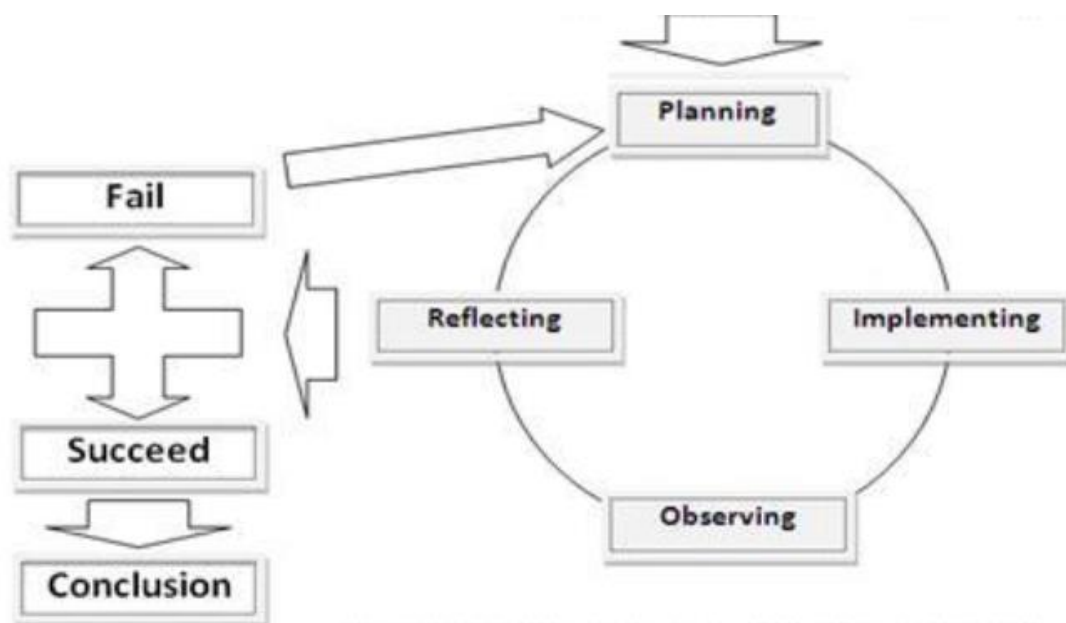 Planning
Fail
Reflecting
Implementing
Succeed
Observing
Conclusion